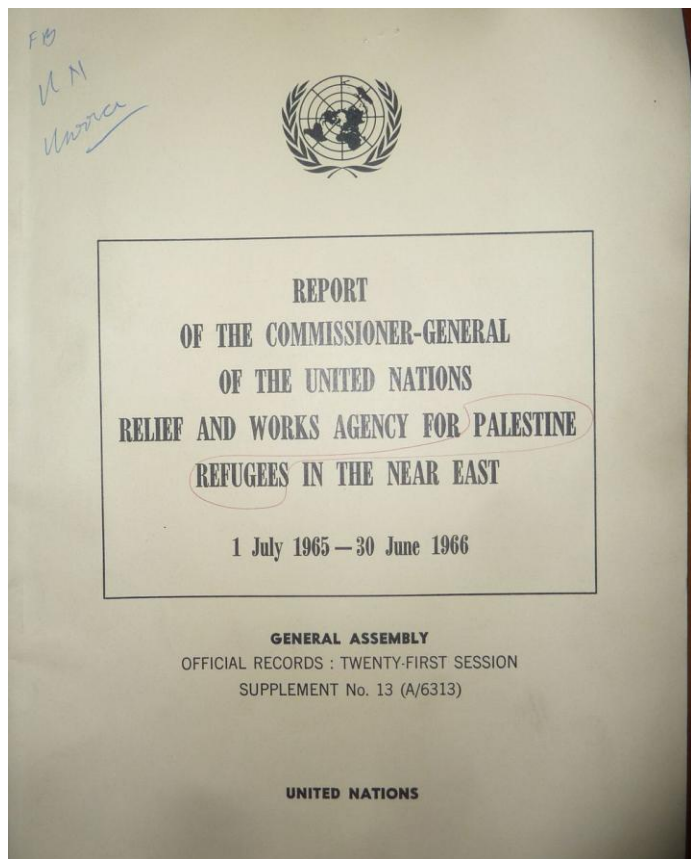 FB
UN
REPORT
OF THE COMMISSIONER-GENERAL
OF THE UNITED NATIONS
RELIEF AND WORKS AGENCY FOR PALESTINE
REFUGEES IN THE NEAR EAST
1 July 1965 — 30 June 1966
GENERAL ASSEMBLY
OFFICIAL RECORDS : TWENTY-FIRST SESSION
SUPPLEMENT No. 13 (A/6313)
UNITED NATIONS